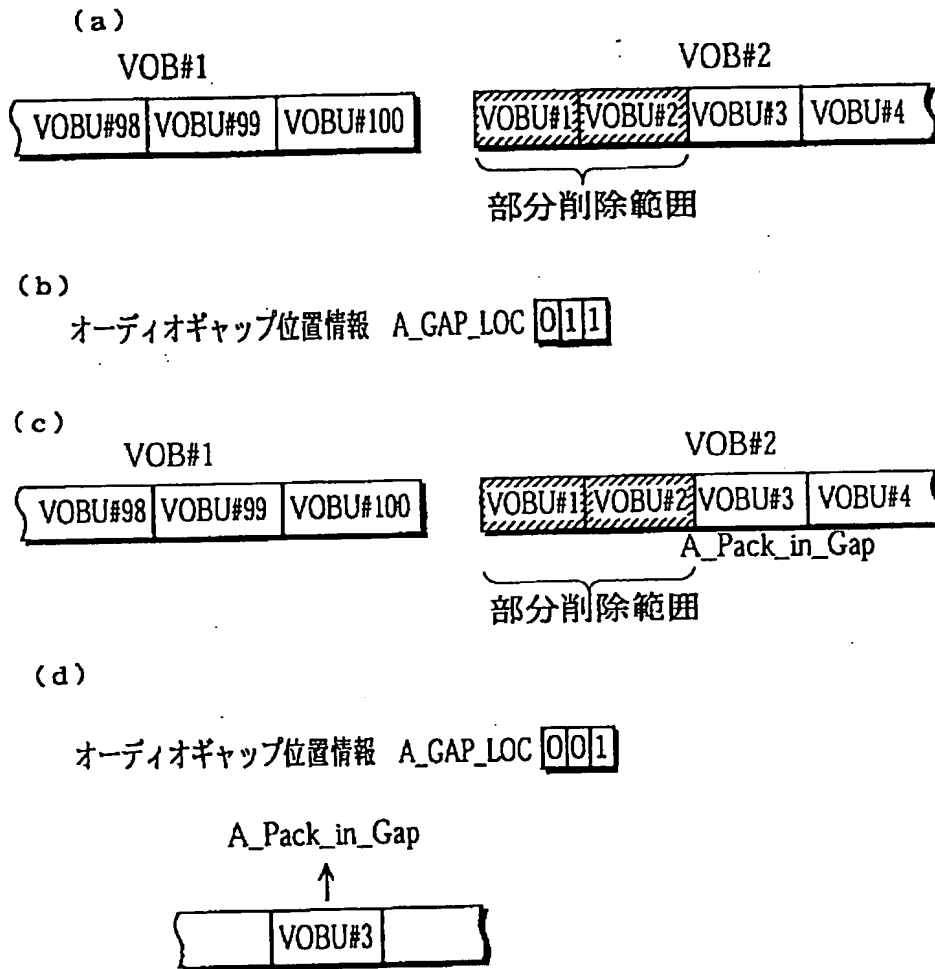 (a)
VOB#1 VOB#2
VOBU#98 VOBU#99 VOBU#100 VOBU#1 VOBU#2 VOBU#3 VOBU#4
部分削除範囲
(b)
オーディオギャップ位置情報 A_GAP_LOC 0 1 1
(c)
VOB#1 VOB#2
VOBU#98 VOBU#99 VOBU#100 VOBU#1 VOBU#2 VOBU#3 VOBU#4
A_Pack_in_Gap
部分削除範囲
(d)
オーディオギャップ位置情報 A_GAP_LOC 0 0 1
A_Pack_in_Gap
VOBU#3